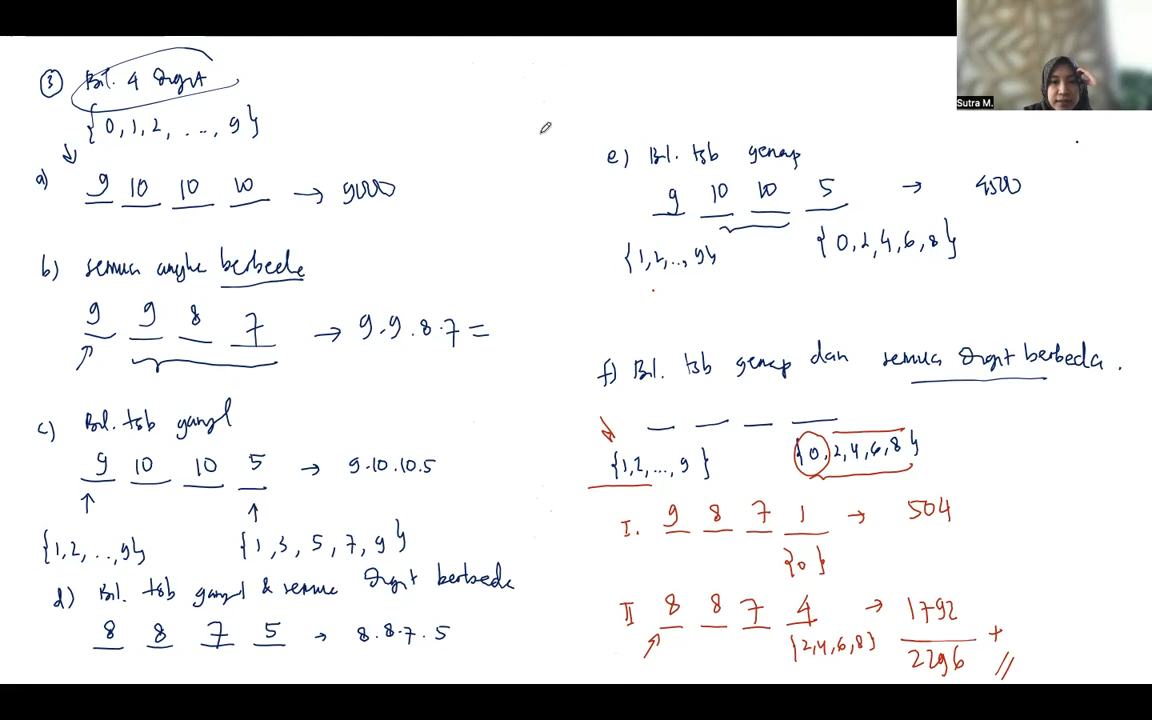 ③ Bil. 4 Digit
{0, 1, 2, ..., 9}
a) 9 10 10 10 → 9000
b) semua angka berbeda
9 9 8 7 → 9.9.8.7 =
c) Bil. tsb ganjil
9 10 10 5 → 9.10.10.5
{1,2,..,9} {1,3,5,7,9}
d) Bil. tsb ganjil & semua Digit berbeda
8 8 7 5 → 8.8.7.5
Sutra M.
e) Bil. tsb genap
9 10 10 5 → 4500
{1,2,..,9} {0,2,4,6,8}
f) Bil. tsb genap dan semua Digit berbeda.
{1,2,...,9} {0,2,4,6,8}
I. 9 8 7 1 → 504
{0}
II 8 8 7 4 → 1792
{2,4,6,8} +
2296 //